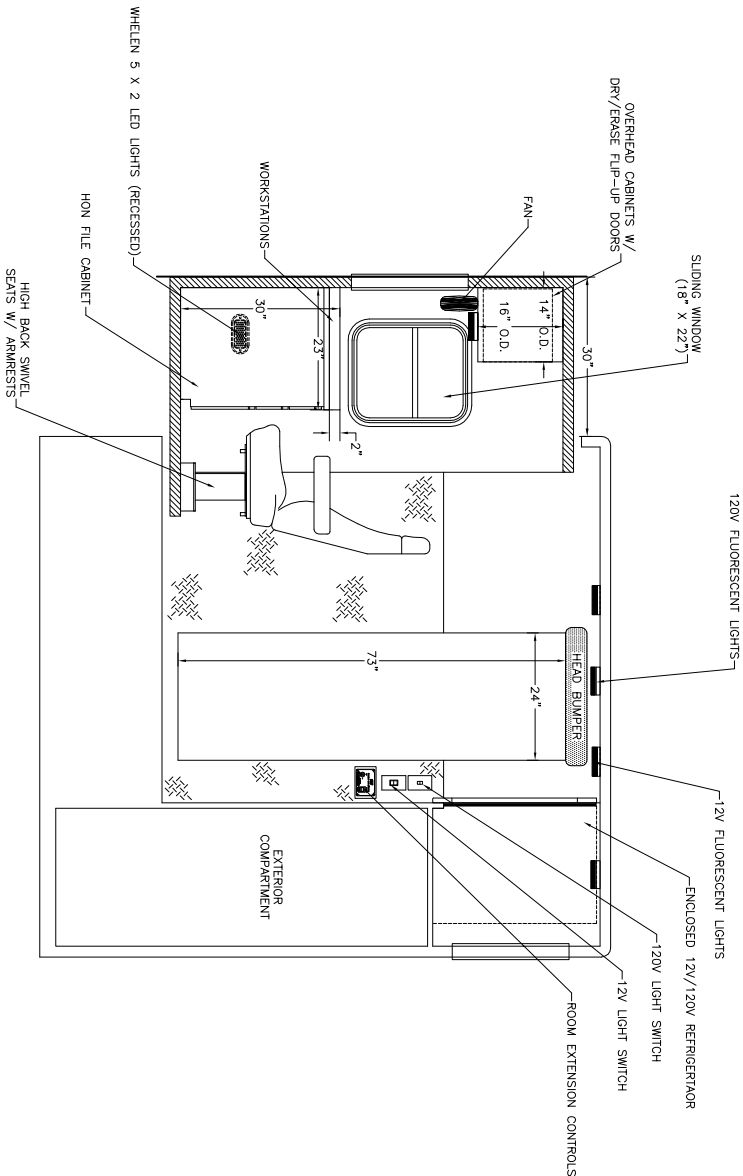 SLIDING WINDOW
(18" X 22")
OVERHEAD CABINETS W/
DRY/ERASE FLIP-UP DOORS
FAN
WORKSTATIONS
WHELEN 5 X 2 LED LIGHTS (RECESSED)
HON FILE CABINET
HIGH BACK SWIVEL
SEATS W/ ARMRESTS
30"
14" O.D.
16" O.D.
30"
23"
2"
120V FLUORESCENT LIGHTS
12V FLUORESCENT LIGHTS
ENCLOSED 12V/120V REFRIGERTAOR
120V LIGHT SWITCH
12V LIGHT SWITCH
ROOM EXTENSION CONTROLS
HEAD BUMPER
24"
73"
EXTERIOR
COMPARTMENT